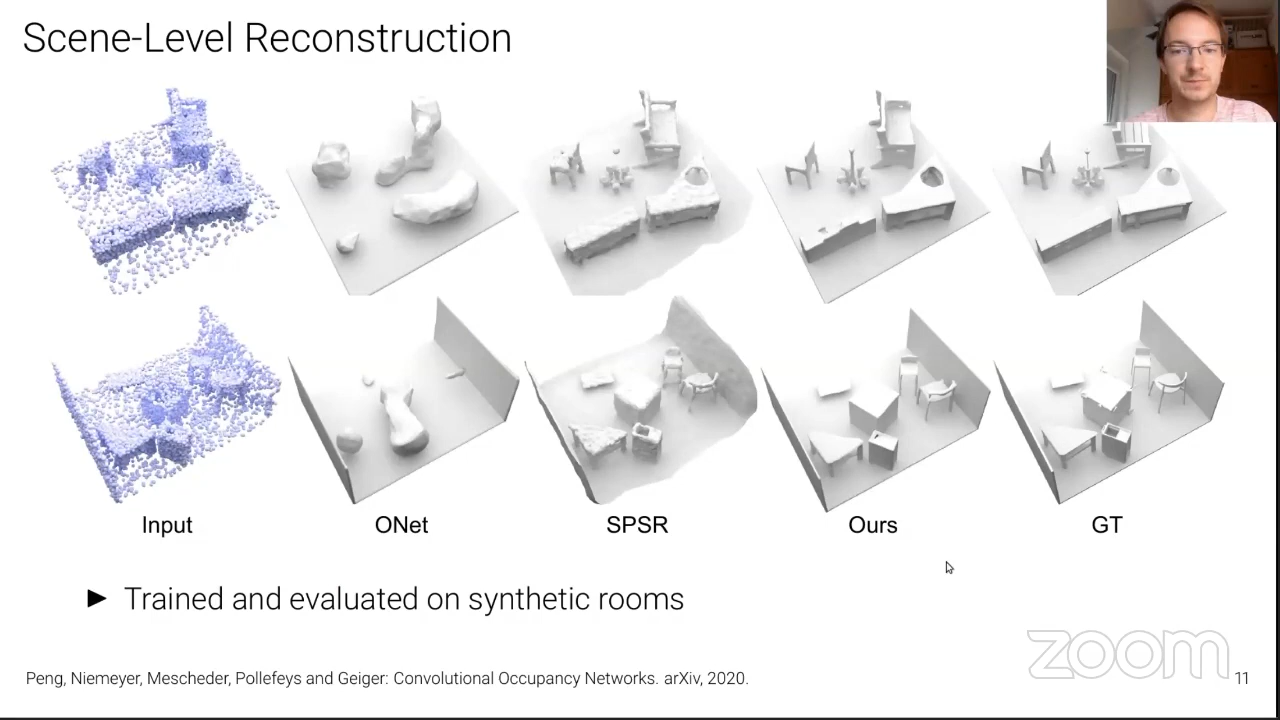 Scene-Level Reconstruction
Input ONet SPSR Ours GT
► Trained and evaluated on synthetic rooms
zoom
Peng, Niemeyer, Mescheder, Pollefeys and Geiger: Convolutional Occupancy Networks. arXiv, 2020. 11